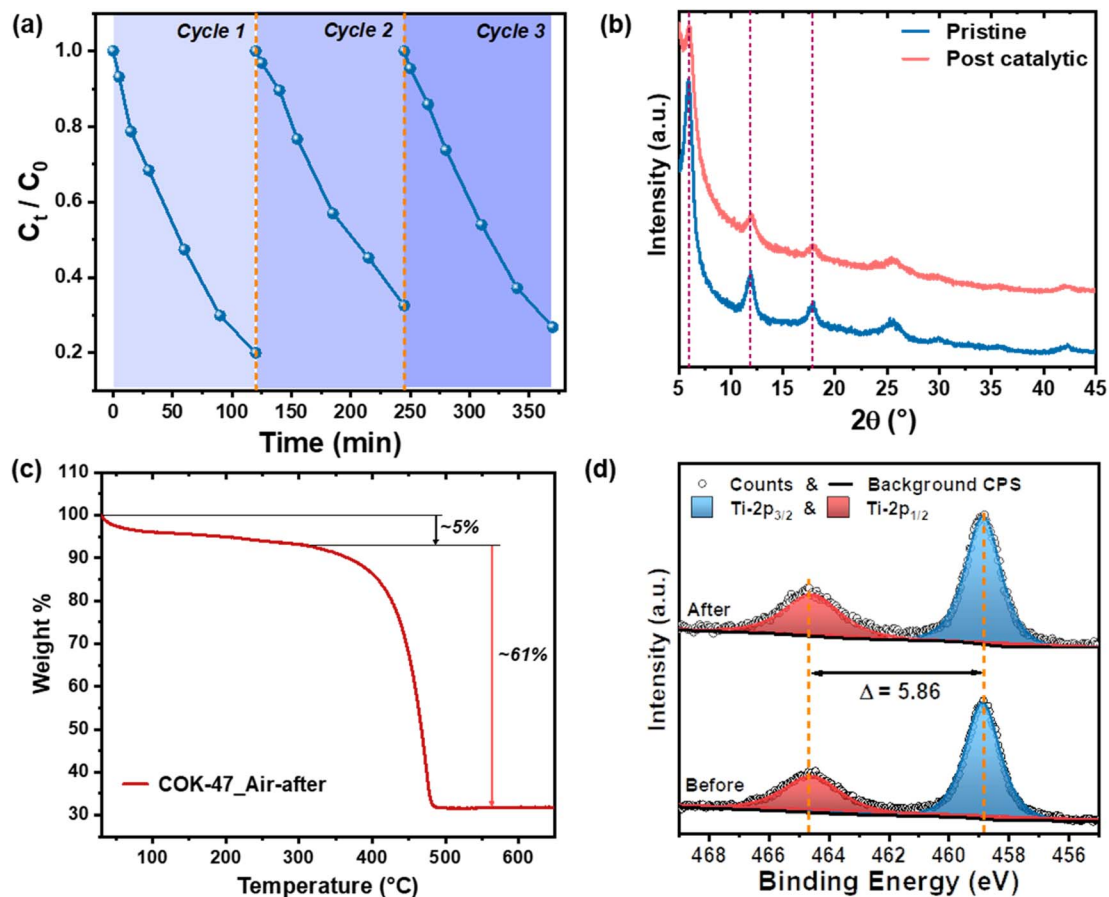 (a)
Cycle 1
Cycle 2
Cycle 3
1.0
0.8
0.6
0.4
0.2
Cₜ / C₀
0 50 100 150 200 250 300 350
Time (min)
(b)
Pristine
Post catalytic
Intensity (a.u.)
5 10 15 20 25 30 35 40 45
2θ (°)
(c)
110
100
90
80
70
60
50
40
30
Weight %
~5%
~61%
COK-47_Air-after
100 200 300 400 500 600
Temperature (°C)
(d)
Counts & Background CPS
Ti-2p₃/₂ & Ti-2p₁/₂
Intensity (a.u.)
After
Δ = 5.86
Before
468 466 464 462 460 458 456
Binding Energy (eV)